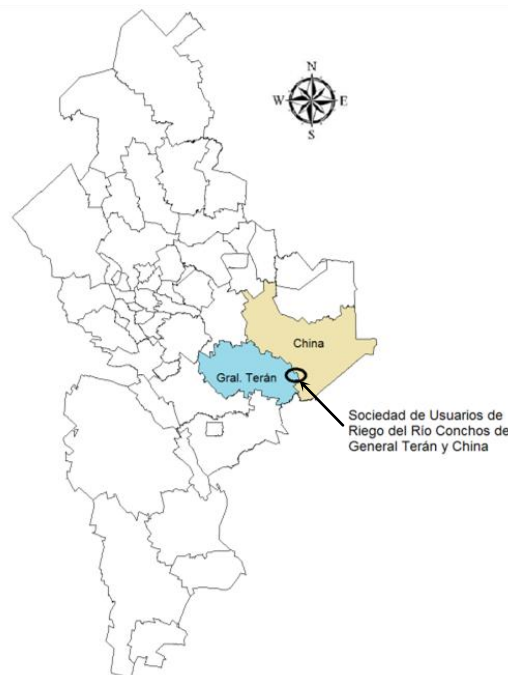 N
W E
S
China
Gral. Terán
Sociedad de Usuarios de
Riego del Río Conchos de
General Terán y China